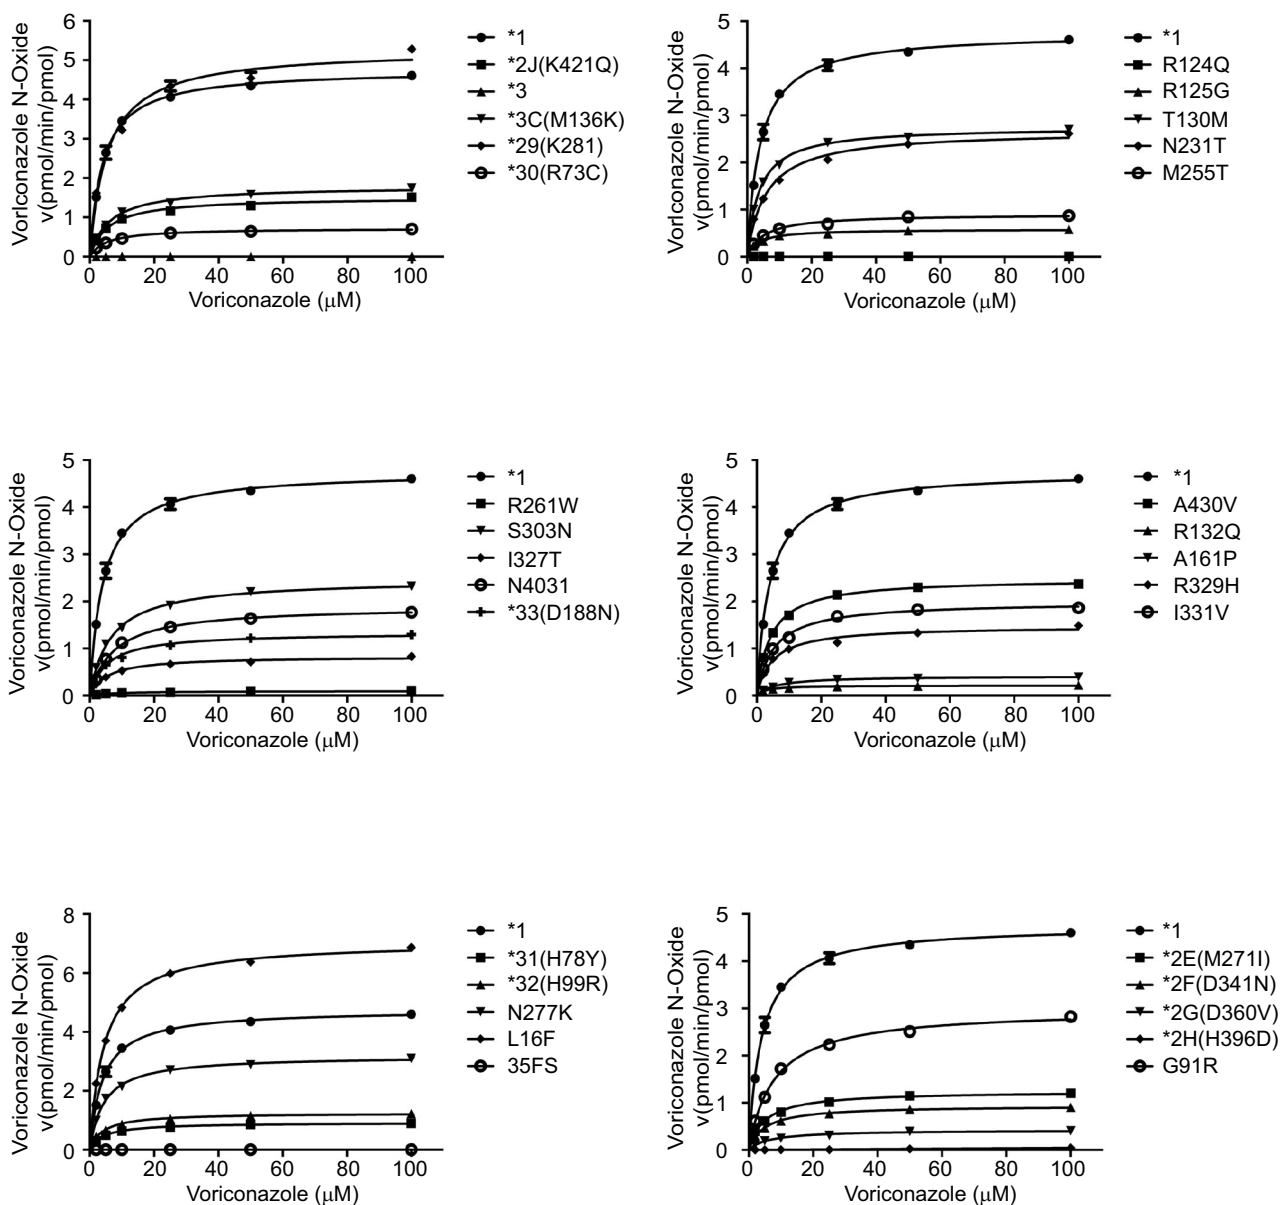 6
5
4
3
2
1
0
Vorlconazole N-Oxide
v(pmol/min/pmol)
0 20 40 60 80 100
Voriconazole (μM)
*1
*2J(K421Q)
*3
*3C(M136K)
*29(K281)
*30(R73C)
5
4
3
2
1
0
Vorlconazole N-Oxide
v(pmol/min/pmol)
0 20 40 60 80 100
Voriconazole (μM)
*1
R124Q
R125G
T130M
N231T
M255T
5
4
3
2
1
0
Voriconazole N-Oxide
v(pmol/min/pmol)
0 20 40 60 80 100
Voriconazole (μM)
*1
R261W
S303N
I327T
N4031
*33(D188N)
5
4
3
2
1
0
Voriconazole N-Oxide
v(pmol/min/pmol)
0 20 40 60 80 100
Voriconazole (μM)
*1
A430V
R132Q
A161P
R329H
I331V
8
6
4
2
0
Voriconazole N-Oxide
v(pmol/min/pmol)
0 20 40 60 80 100
Voriconazole (μM)
*1
*31(H78Y)
*32(H99R)
N277K
L16F
35FS
5
4
3
2
1
0
Voriconazole N-Oxide
v(pmol/min/pmol)
0 20 40 60 80 100
Voriconazole (μM)
*1
*2E(M271I)
*2F(D341N)
*2G(D360V)
*2H(H396D)
G91R